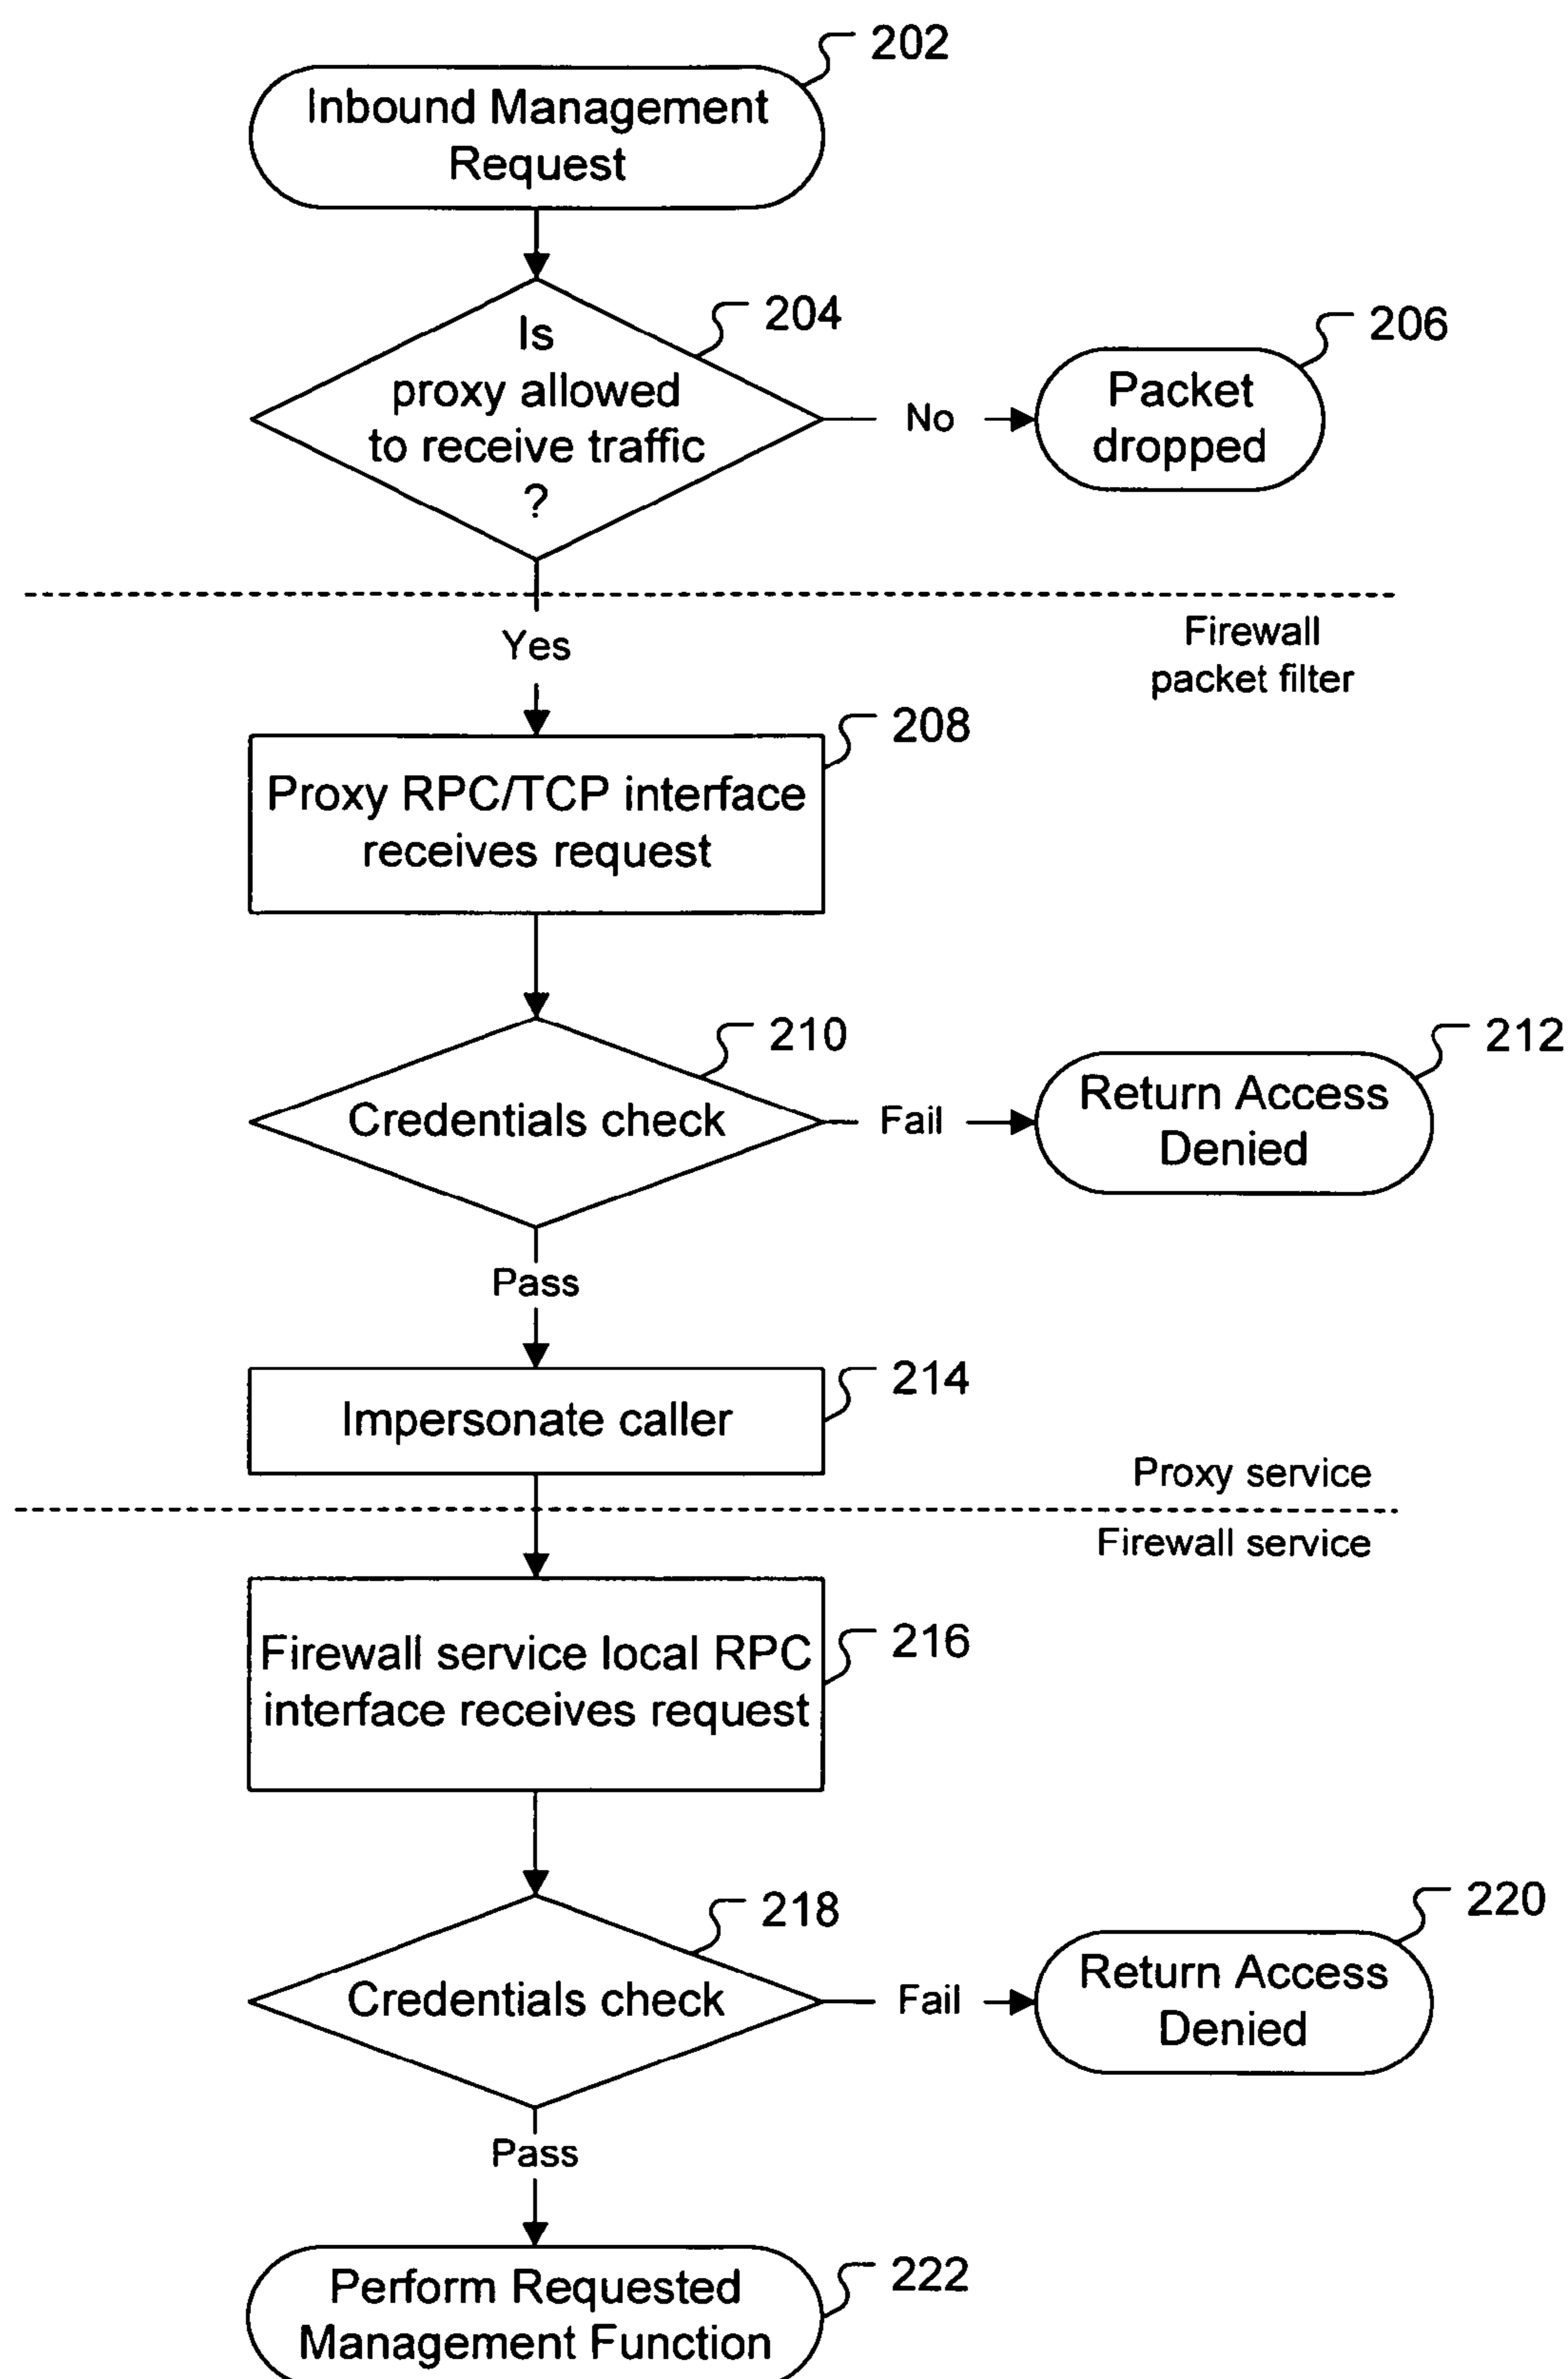 202
Inbound Management
Request
204
Is
proxy allowed
to receive traffic
?
No
206
Packet
dropped
Yes
Firewall
packet filter
208
Proxy RPC/TCP interface
receives request
210
Credentials check
Fail
212
Return Access
Denied
Pass
214
Impersonate caller
Proxy service
Firewall service
216
Firewall service local RPC
interface receives request
218
Credentials check
Fail
220
Return Access
Denied
Pass
222
Perform Requested
Management Function